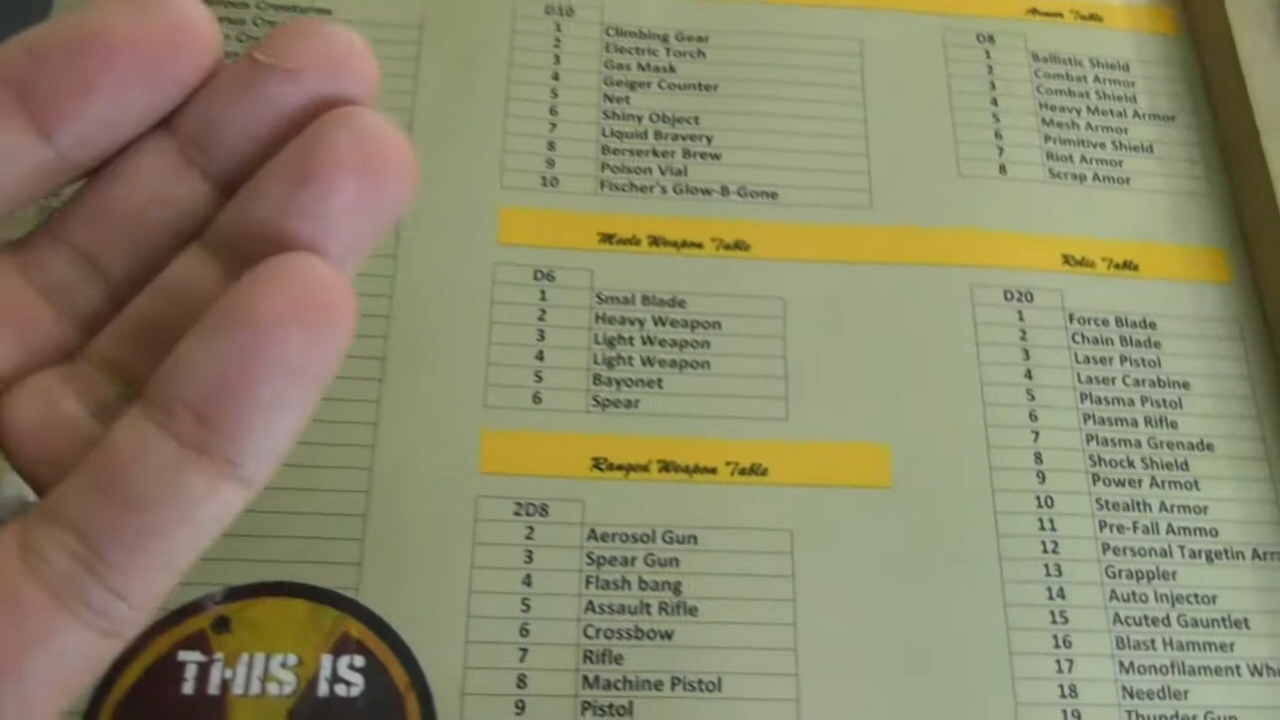 Creatures
D10
1 Climbing Gear
2 Electric Torch
3 Gas Mask
4 Geiger Counter
5 Net
6 Shiny Object
7 Liquid Bravery
8 Berserker Brew
9 Poison Vial
10 Fischer's Glow-B-Gone
Armor Table
D8
1 Ballistic Shield
2 Combat Armor
3 Combat Shield
4 Heavy Metal Armor
5 Mesh Armor
6 Primitive Shield
7 Riot Armor
8 Scrap Amor
Meele Weapon Table
D6
1 Smal Blade
2 Heavy Weapon
3 Light Weapon
4 Light Weapon
5 Bayonet
6 Spear
Relic Table
D20
1 Force Blade
2 Chain Blade
3 Laser Pistol
4 Laser Carabine
5 Plasma Pistol
6 Plasma Rifle
7 Plasma Grenade
8 Shock Shield
9 Power Armot
10 Stealth Armor
11 Pre-Fall Ammo
12 Personal Targetin Arra
13 Grappler
14 Auto Injector
15 Acuted Gauntlet
16 Blast Hammer
17 Monofilament Whe
18 Needler
19 Thunder Gun
Ranged Weapon Table
2D8
2 Aerosol Gun
3 Spear Gun
4 Flash bang
5 Assault Rifle
6 Crossbow
7 Rifle
8 Machine Pistol
9 Pistol
THIS IS